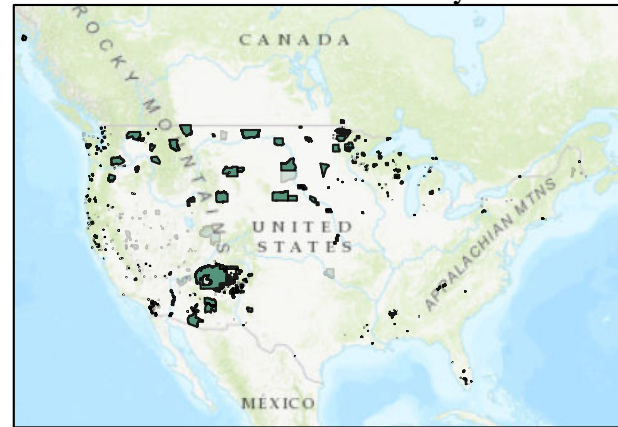 CANADA
ROCKY MOUNTAINS
UNITED
STATES
APPALACHIAN MTNS
MÉXICO